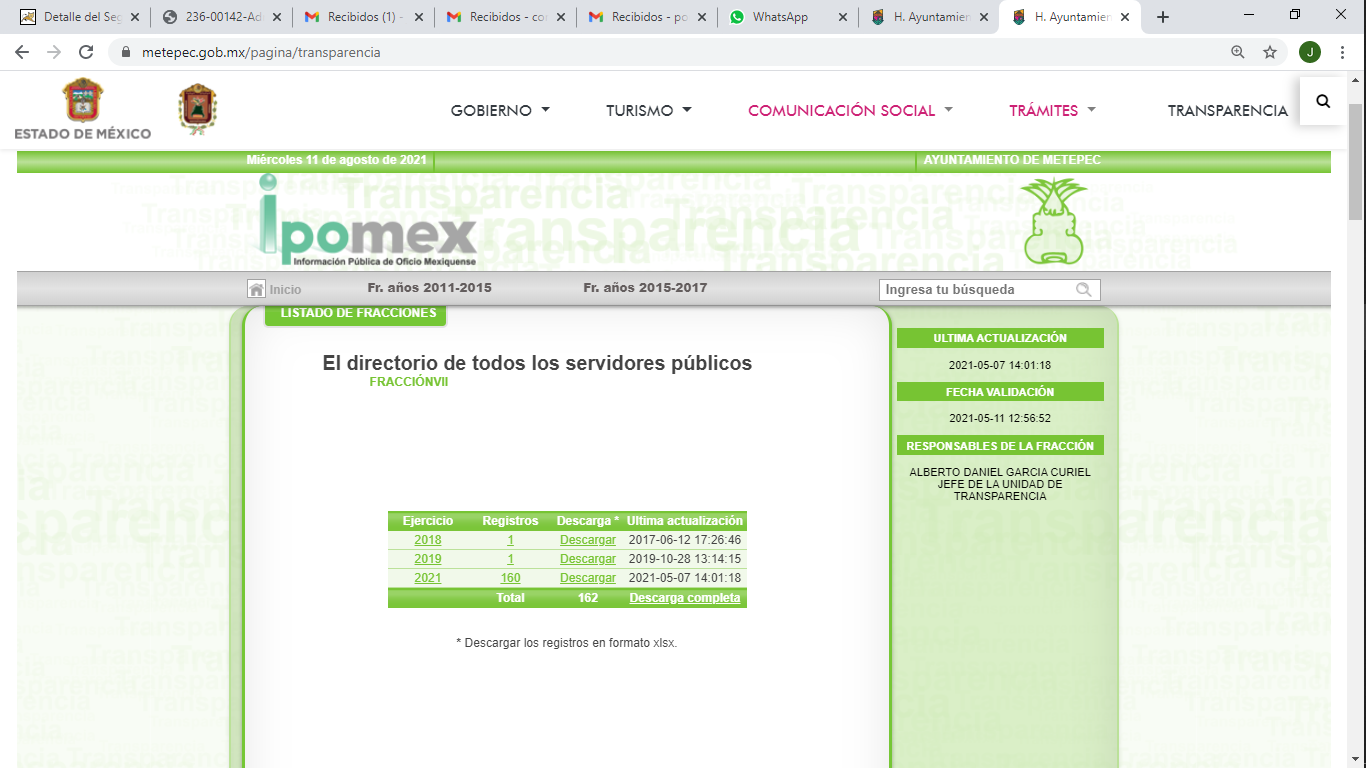 Detalle del Seg
236-00142-Ad
Recibidos (1) -
Recibidos - co
Recibidos - po
WhatsApp
H. Ayuntamien
H. Ayuntamien
metepec.gob.mx/pagina/transparencia
J
ESTADO DE MÉXICO
GOBIERNO TURISMO COMUNICACIÓN SOCIAL TRÁMITES TRANSPARENCIA
Miércoles 11 de agosto de 2021 AYUNTAMIENTO DE METEPEC
ipomex
Información Pública de Oficio Mexiquense
Inicio Fr. años 2011-2015 Fr. años 2015-2017 Ingresa tu búsqueda
LISTADO DE FRACCIONES
El directorio de todos los servidores públicos
FRACCIÓNVII
Ejercicio Registros Descarga * Ultima actualización
2018 1 Descargar 2017-06-12 17:26:46
2019 1 Descargar 2019-10-28 13:14:15
2021 160 Descargar 2021-05-07 14:01:18
Total 162 Descarga completa
* Descargar los registros en formato xlsx.
ULTIMA ACTUALIZACIÓN
2021-05-07 14:01:18
FECHA VALIDACIÓN
2021-05-11 12:56:52
RESPONSABLES DE LA FRACCIÓN
ALBERTO DANIEL GARCIA CURIEL
JEFE DE LA UNIDAD DE
TRANSPARENCIA